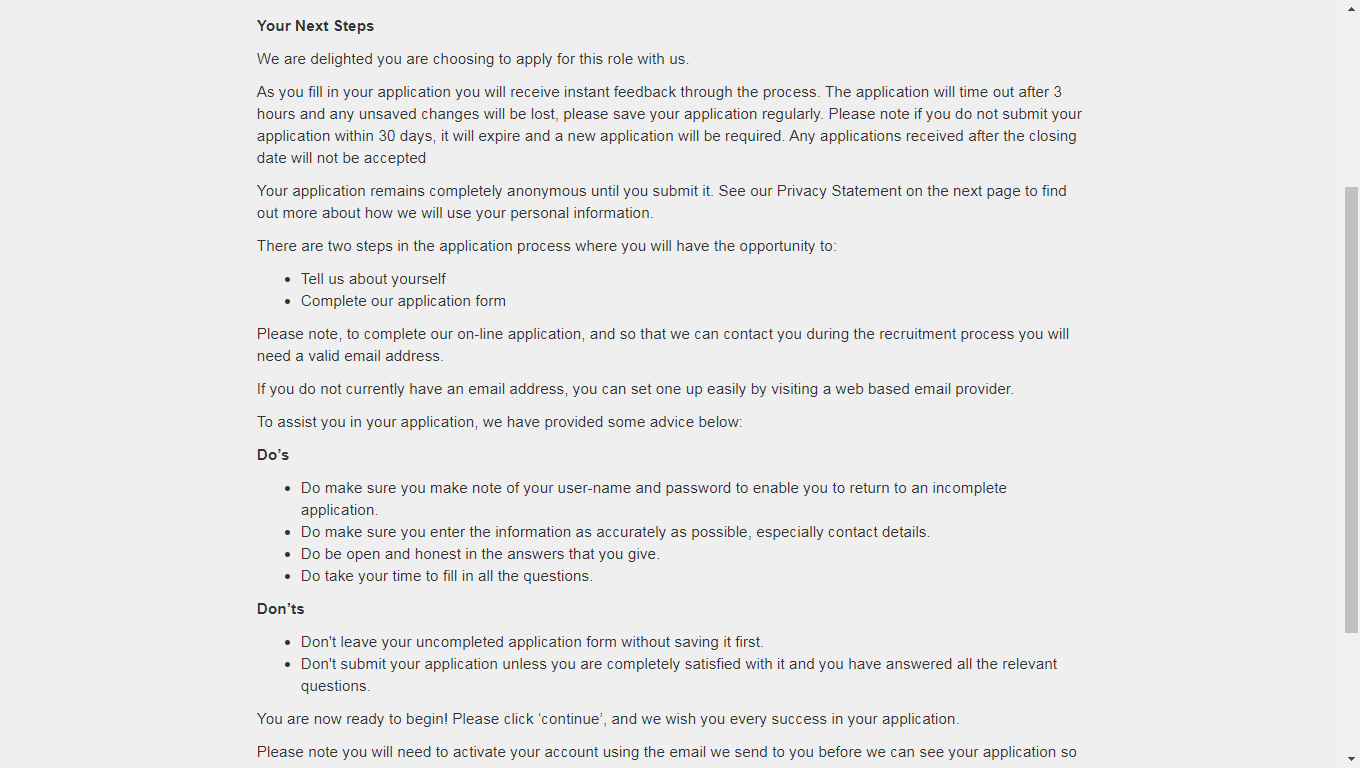 Your Next Steps
We are delighted you are choosing to apply for this role with us.
As you fill in your application you will receive instant feedback through the process. The application will time out after 3
hours and any unsaved changes will be lost, please save your application regularly. Please note if you do not submit your
application within 30 days, it will expire and a new application will be required. Any applications received after the closing
date will not be accepted
Your application remains completely anonymous until you submit it. See our Privacy Statement on the next page to find
out more about how we will use your personal information.
There are two steps in the application process where you will have the opportunity to:
• Tell us about yourself
• Complete our application form
Please note, to complete our on-line application, and so that we can contact you during the recruitment process you will
need a valid email address.
If you do not currently have an email address, you can set one up easily by visiting a web based email provider.
To assist you in your application, we have provided some advice below:
Do’s
• Do make sure you make note of your user-name and password to enable you to return to an incomplete
application.
• Do make sure you enter the information as accurately as possible, especially contact details.
• Do be open and honest in the answers that you give.
• Do take your time to fill in all the questions.
Don’ts
• Don't leave your uncompleted application form without saving it first.
• Don't submit your application unless you are completely satisfied with it and you have answered all the relevant
questions.
You are now ready to begin! Please click ‘continue’, and we wish you every success in your application.
Please note you will need to activate your account using the email we send to you before we can see your application so